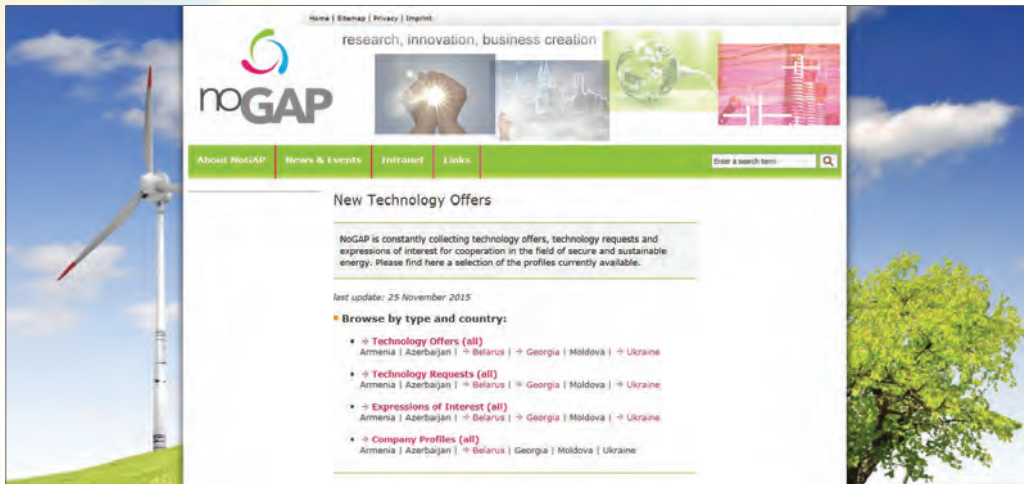 Home | Sitemap | Privacy | Imprint
research, innovation, business creation
noGAP
About NoGAP News & Events Intranet Links Enter a search term
New Technology Offers
NoGAP is constantly collecting technology offers, technology requests and
expressions of interest for cooperation in the field of secure and sustainable
energy. Please find here a selection of the profiles currently available.
last update: 25 November 2015
Browse by type and country:
• → Technology Offers (all)
Armenia | Azerbaijan | → Belarus | → Georgia | Moldova | → Ukraine
• → Technology Requests (all)
Armenia | Azerbaijan | → Belarus | → Georgia | Moldova | → Ukraine
• → Expressions of Interest (all)
Armenia | Azerbaijan | → Belarus | → Georgia | Moldova | → Ukraine
• → Company Profiles (all)
Armenia | Azerbaijan | → Belarus | Georgia | Moldova | Ukraine